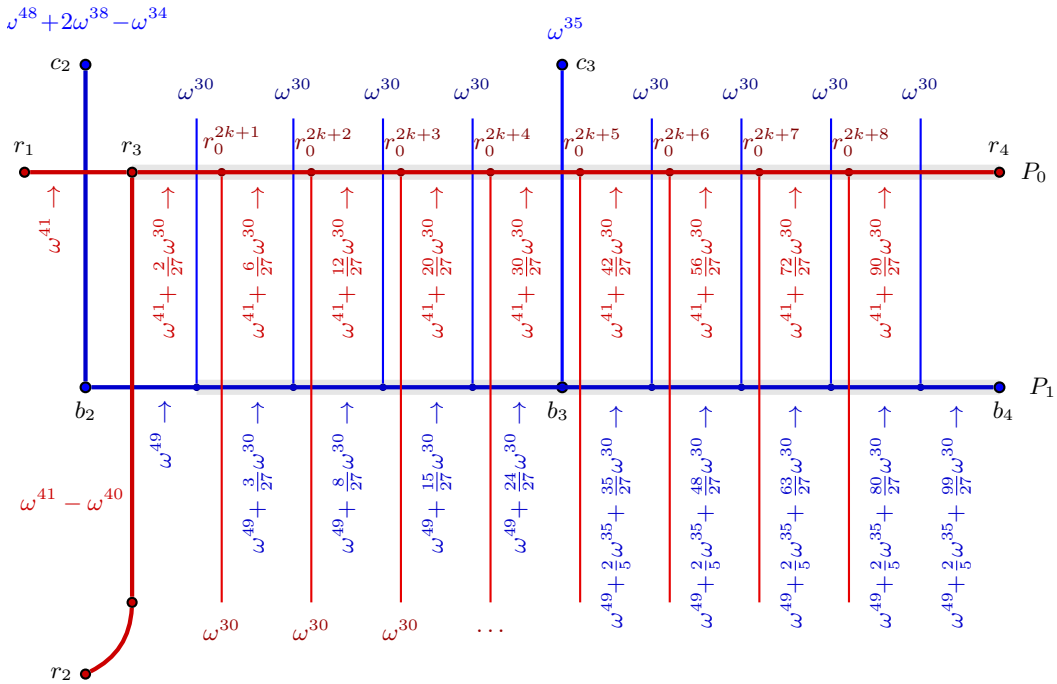 ω^48 + 2ω^38 − ω^34
ω^35
c_2
c_3
ω^30 ω^30 ω^30 ω^30 ω^30 ω^30 ω^30 ω^30
r_1
r_3
r_0^{2k+1} r_0^{2k+2} r_0^{2k+3} r_0^{2k+4} r_0^{2k+5} r_0^{2k+6} r_0^{2k+7} r_0^{2k+8}
r_4
P_0
ω^41 →
ω^41 + 2/27 ω^30 →
ω^41 + 6/27 ω^30 →
ω^41 + 12/27 ω^30 →
ω^41 + 20/27 ω^30 →
ω^41 + 30/27 ω^30 →
ω^41 + 42/27 ω^30 →
ω^41 + 56/27 ω^30 →
ω^41 + 72/27 ω^30 →
ω^41 + 90/27 ω^30 →
b_2
b_3
b_4
P_1
ω^49 →
ω^49 + 3/27 ω^30 →
ω^49 + 8/27 ω^30 →
ω^49 + 15/27 ω^30 →
ω^49 + 24/27 ω^30 →
ω^49 + 2/5 ω^35 + 35/27 ω^30 →
ω^49 + 2/5 ω^35 + 48/27 ω^30 →
ω^49 + 2/5 ω^35 + 63/27 ω^30 →
ω^49 + 2/5 ω^35 + 80/27 ω^30 →
ω^49 + 2/5 ω^35 + 99/27 ω^30 →
ω^41 − ω^40
ω^30 ω^30 ω^30 ...
r_2